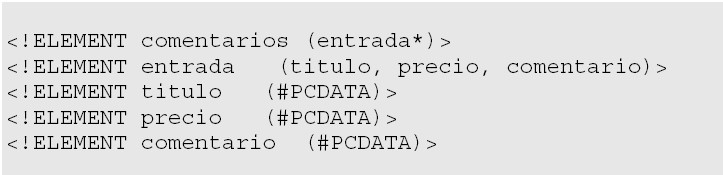 <!ELEMENT comentarios (entrada*)>
<!ELEMENT entrada (titulo, precio, comentario)>
<!ELEMENT titulo (#PCDATA)>
<!ELEMENT precio (#PCDATA)>
<!ELEMENT comentario (#PCDATA)>